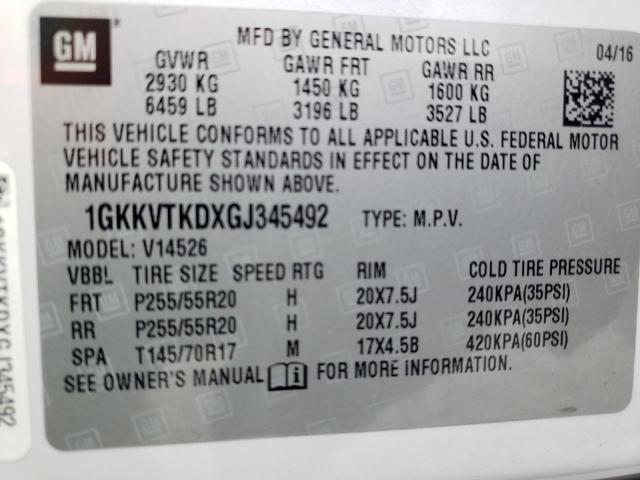 GM
MFD BY GENERAL MOTORS LLC
04/16
GVWR GAWR FRT GAWR RR
2930 KG 1450 KG 1600 KG
6459 LB 3196 LB 3527 LB
THIS VEHICLE CONFORMS TO ALL APPLICABLE U.S. FEDERAL MOTOR
VEHICLE SAFETY STANDARDS IN EFFECT ON THE DATE OF
MANUFACTURE SHOWN ABOVE.
1GKKVTKDXGJ345492 TYPE: M.P.V.
MODEL: V14526
VBBL TIRE SIZE SPEED RTG RIM COLD TIRE PRESSURE
FRT P255/55R20 H 20X7.5J 240KPA(35PSI)
RR P255/55R20 H 20X7.5J 240KPA(35PSI)
SPA T145/70R17 M 17X4.5B 420KPA(60PSI)
SEE OWNER'S MANUAL FOR MORE INFORMATION.
1GKKVTKDXGJ345492